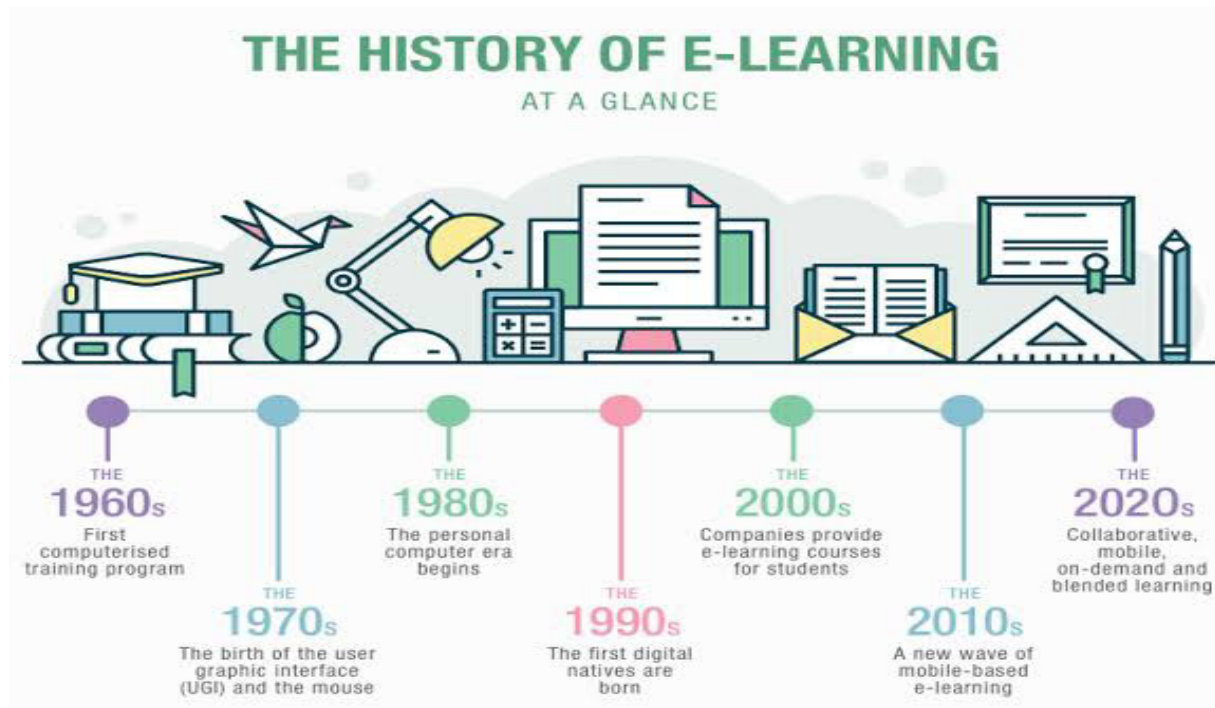 THE HISTORY OF E-LEARNING
AT A GLANCE
THE
1960s
First
computerised
training program
THE
1970s
The birth of the user
graphic interface
(UGI) and the mouse
THE
1980s
The personal
computer era
begins
THE
1990s
The first digital
natives are
born
THE
2000s
Companies provide
e-learning courses
for students
THE
2010s
A new wave of
mobile-based
e-learning
THE
2020s
Collaborative,
mobile,
on-demand and
blended learning